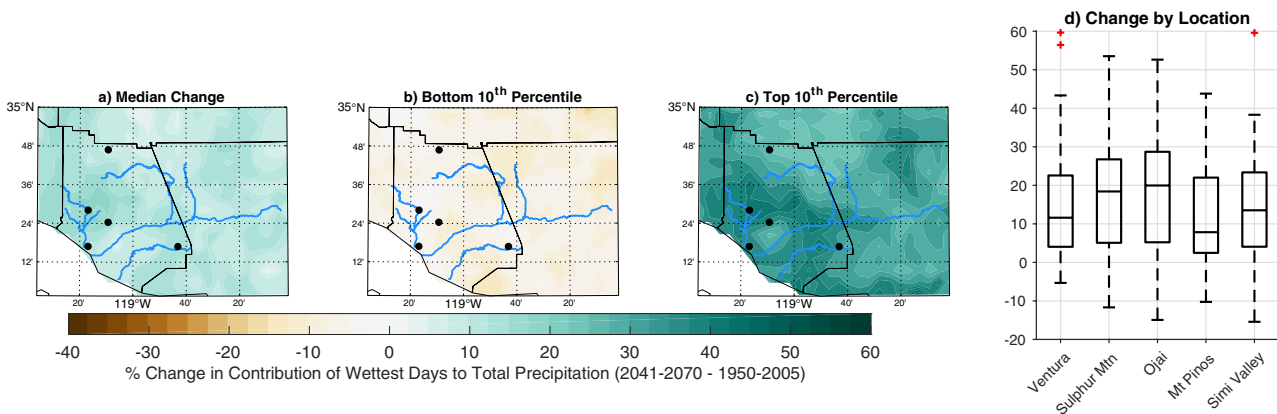 a) Median Change
35°N
48'
36'
24'
12'
20'
119°W
40'
20'
b) Bottom 10th Percentile
35°N
48'
36'
24'
12'
20'
119°W
40'
20'
c) Top 10th Percentile
35°N
48'
36'
24'
12'
20'
119°W
40'
20'
-40 -30 -20 -10 0 10 20 30 40 50 60
% Change in Contribution of Wettest Days to Total Precipitation (2041-2070 - 1950-2005)
d) Change by Location
60
50
40
30
20
10
0
-10
-20
Ventura
Sulphur Mtn
Ojai
Mt Pinos
Simi Valley